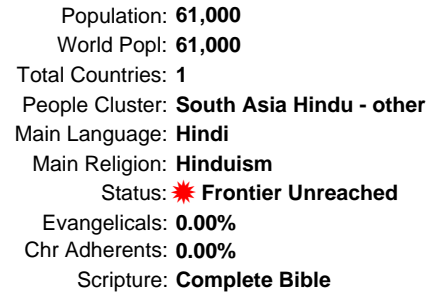 Population: 61,000
World Popl: 61,000
Total Countries: 1
People Cluster: South Asia Hindu - other
Main Language: Hindi
Main Religion: Hinduism
Status: Frontier Unreached
Evangelicals: 0.00%
Chr Adherents: 0.00%
Scripture: Complete Bible